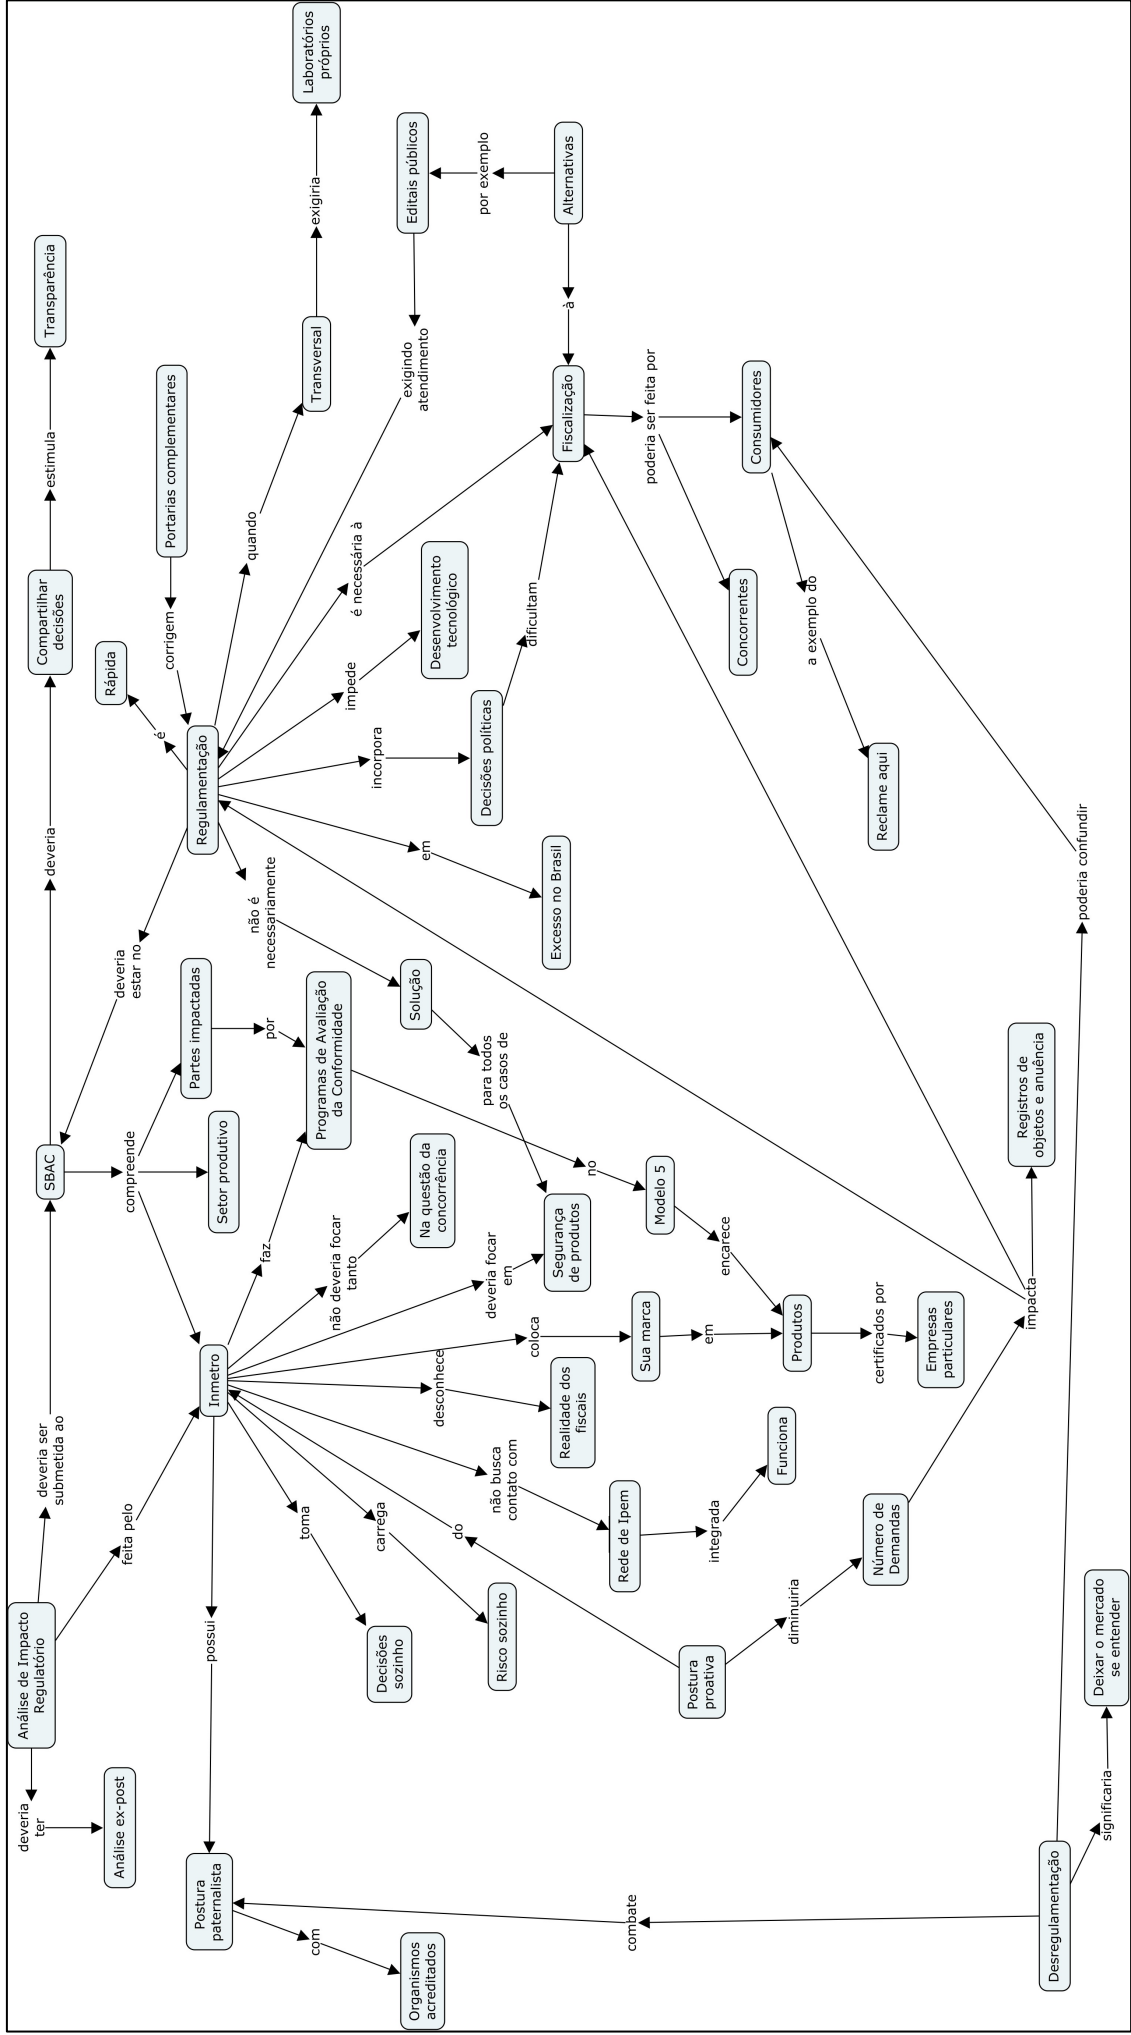 Análise de Impacto
Regulatório
deveria
ter
Análise ex-post
deveria ser
submetida ao
feita pelo
SBAC
deveria
Compartilhar
decisões
estimula
Transparência
compreende
Partes impactadas
Setor produtivo
por
Programas de Avaliação
da Conformidade
deveria
estar no
Regulamentação
é
Rápida
corrigem
Portarias complementares
quando
Transversal
exigiria
Laboratórios
próprios
Inmetro
possui
Postura
paternalista
com
Organismos
acreditados
toma
Decisões
sozinho
carrega
Risco sozinho
do
Postura
proativa
diminuiria
Número de
Demandas
não busca
contato com
Rede de Ipem
integrada
Funciona
desconhece
Realidade dos
fiscais
coloca
Sua marca
em
Produtos
certificados por
Empresas
particulares
deveria focar
em
Segurança
de produtos
não deveria focar
tanto
Na questão da
concorrência
faz
no
Modelo 5
encarece
não é
necessariamente
Solução
para todos
os casos de
em
Excesso no Brasil
incorpora
Decisões políticas
dificultam
impede
Desenvolvimento
tecnológico
é necessária à
Fiscalização
exigindo
atendimento
Editais públicos
por exemplo
Alternativas
à
poderia ser feita por
Concorrentes
Consumidores
a exemplo do
Reclame aqui
impacta
Registros de
objetos e anuência
Desregulamentação
combate
significaria
Deixar o mercado
se entender
poderia confundir